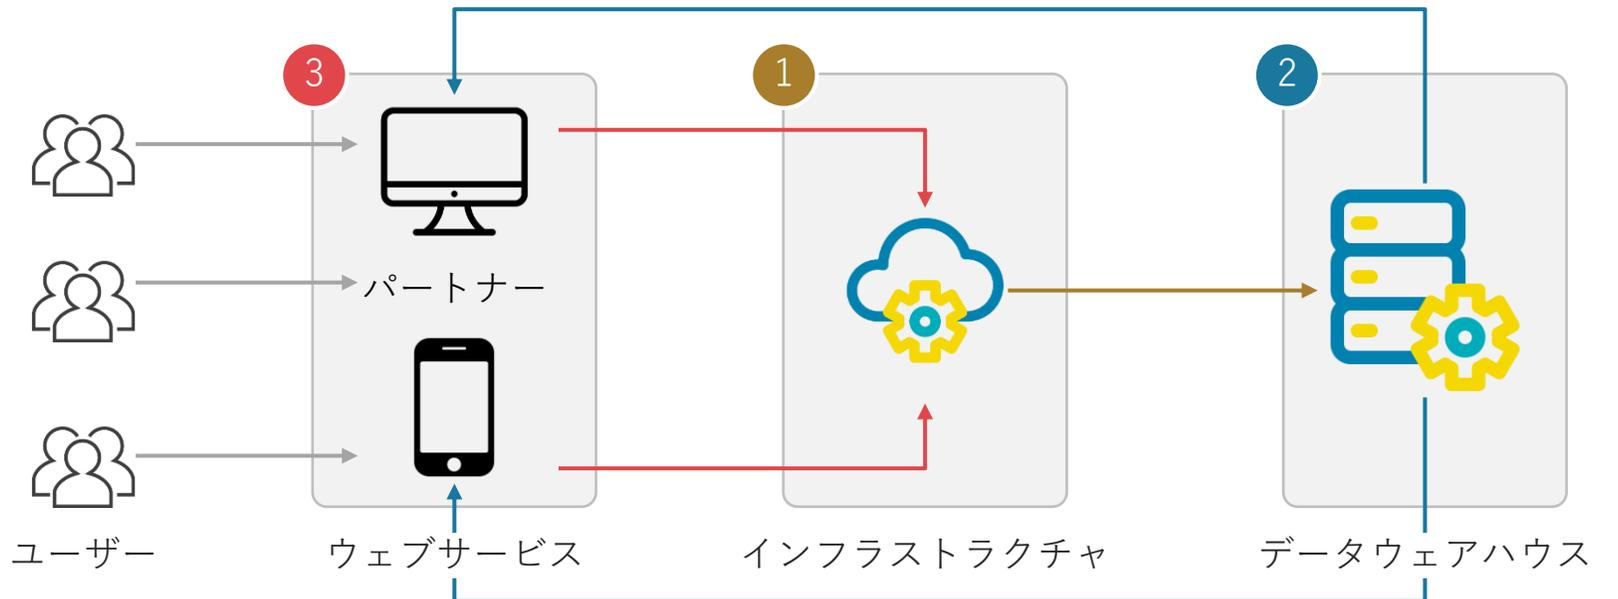 3
1
2
パートナー
ユーザー
ウェブサービス
インフラストラクチャ
データウェアハウス